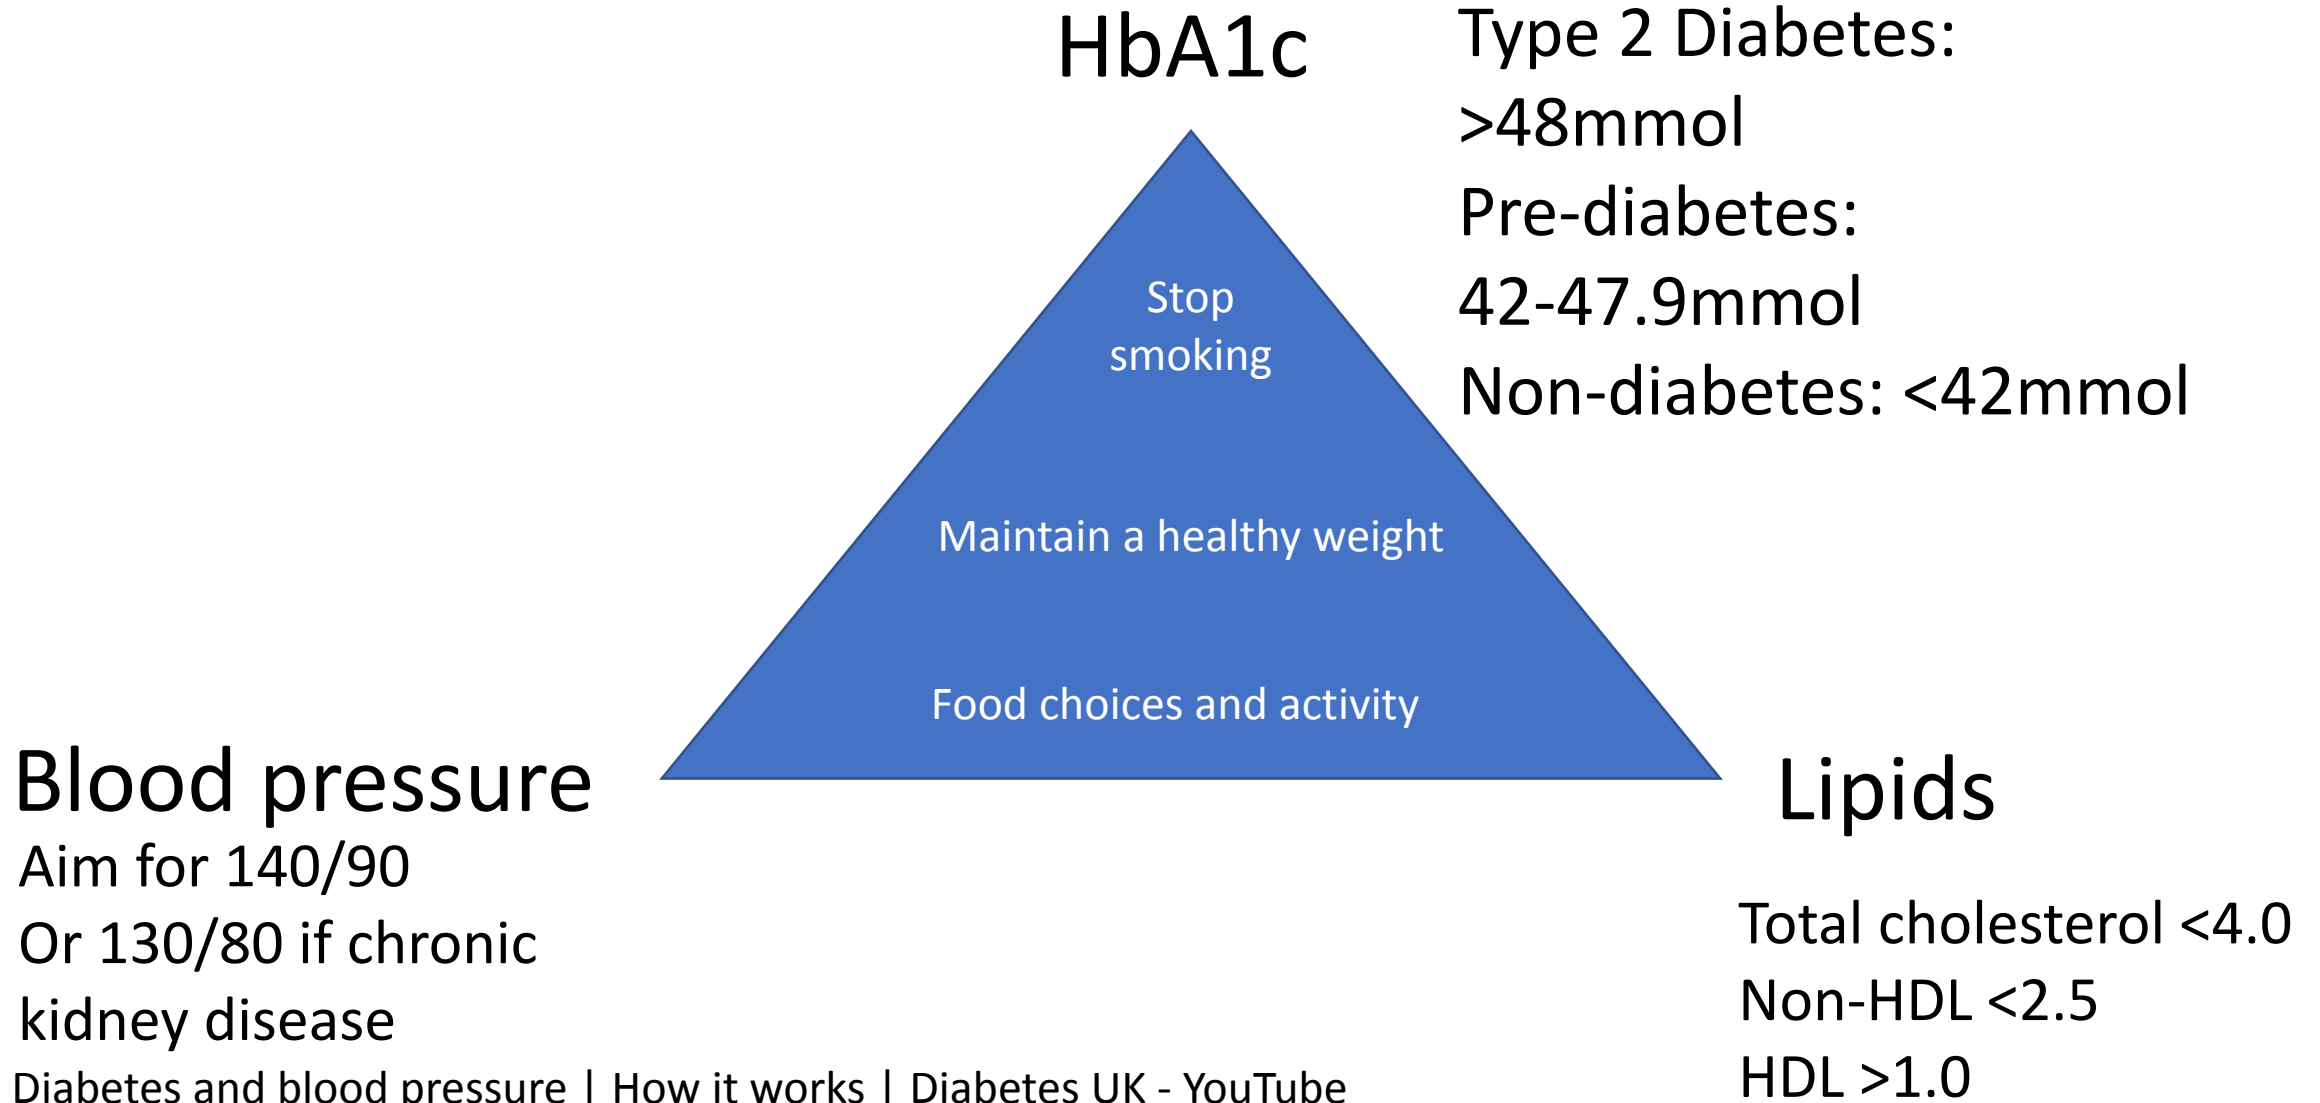 HbA1c
Type 2 Diabetes:
>48mmol
Pre-diabetes:
42-47.9mmol
Non-diabetes: <42mmol
Stop
smoking
Maintain a healthy weight
Food choices and activity
Blood pressure
Aim for 140/90
Or 130/80 if chronic
kidney disease
Diabetes and blood pressure | How it works | Diabetes UK - YouTube
Lipids
Total cholesterol <4.0
Non-HDL <2.5
HDL >1.0